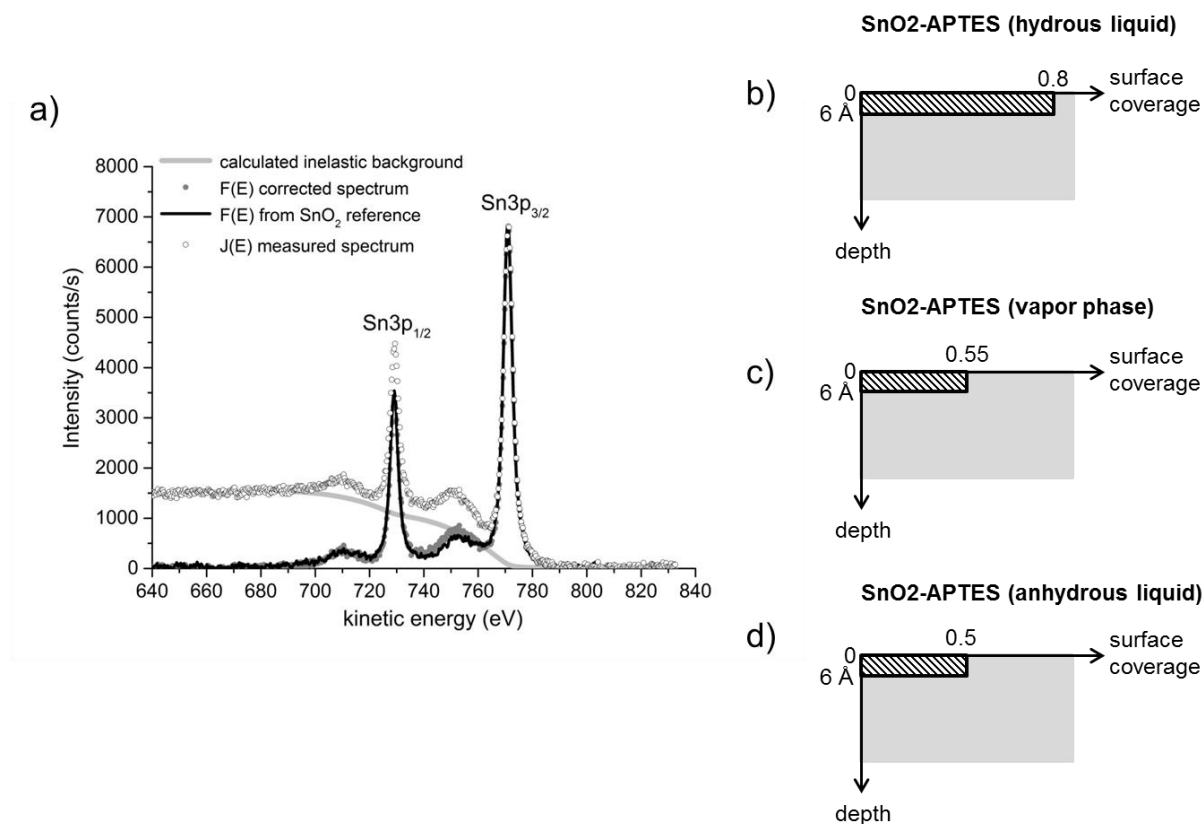 a)
8000
7000
6000
5000
4000
3000
2000
1000
0
Intensity (counts/s)
calculated inelastic background
F(E) corrected spectrum
F(E) from SnO₂ reference
J(E) measured spectrum
Sn3p₁/₂
Sn3p₃/₂
640 660 680 700 720 740 760 780 800 820 840
kinetic energy (eV)
SnO2-APTES (hydrous liquid)
b)
0
0.8
surface
coverage
6 Å
depth
SnO2-APTES (vapor phase)
c)
0
0.55
surface
coverage
6 Å
depth
SnO2-APTES (anhydrous liquid)
d)
0
0.5
surface
coverage
6 Å
depth